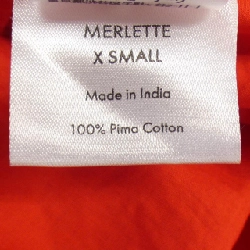 MERLETTE
X SMALL
Made in India
100% Pima Cotton